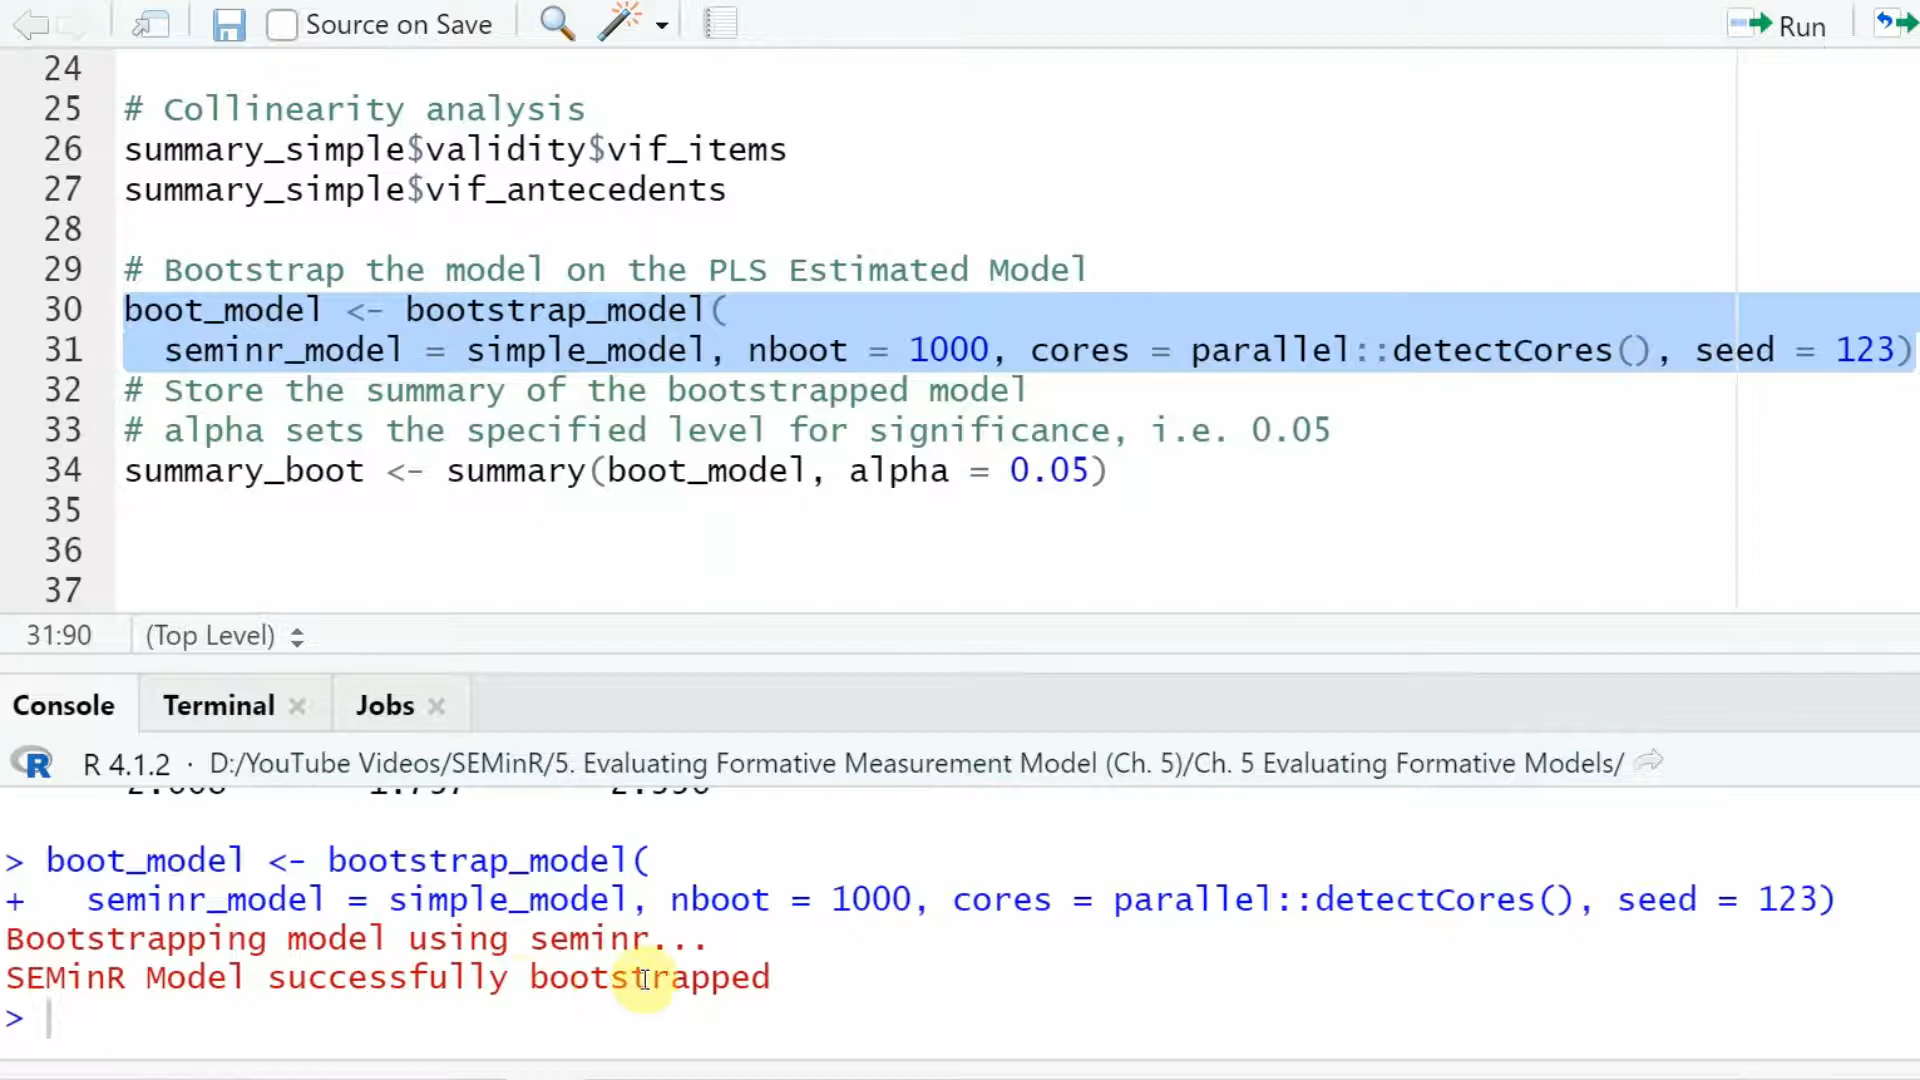 Source on Save
Run
24
25 # Collinearity analysis
26 summary_simple$validity$vif_items
27 summary_simple$vif_antecedents
28
29 # Bootstrap the model on the PLS Estimated Model
30 boot_model <- bootstrap_model(
31 seminr_model = simple_model, nboot = 1000, cores = parallel::detectCores(), seed = 123)
32 # Store the summary of the bootstrapped model
33 # alpha sets the specified level for significance, i.e. 0.05
34 summary_boot <- summary(boot_model, alpha = 0.05)
35
36
37
31:90 (Top Level)
Console Terminal Jobs
R R 4.1.2 · D:/YouTube Videos/SEMinR/5. Evaluating Formative Measurement Model (Ch. 5)/Ch. 5 Evaluating Formative Models/
> boot_model <- bootstrap_model(
+ seminr_model = simple_model, nboot = 1000, cores = parallel::detectCores(), seed = 123)
Bootstrapping model using seminr...
SEMinR Model successfully bootstrapped
>